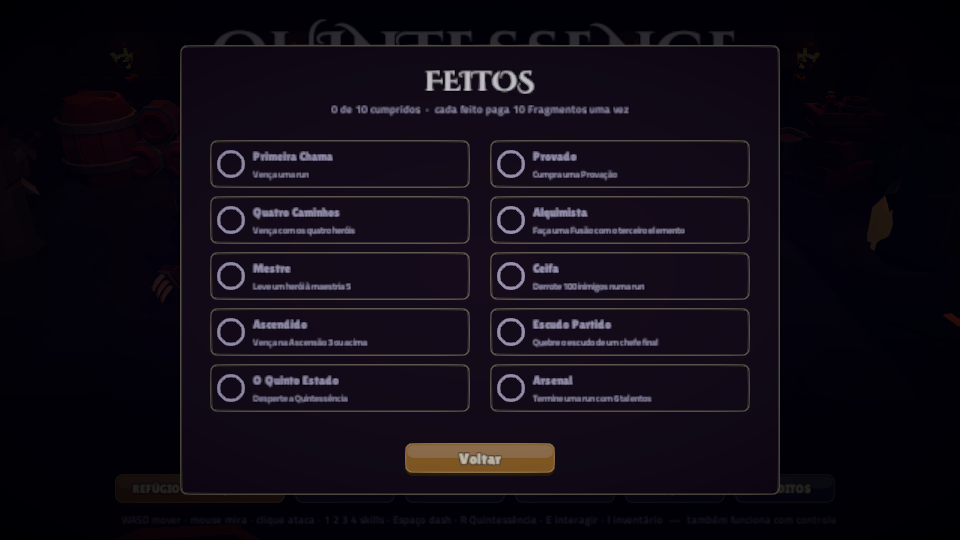 QUINTESSENCE
FEITOS
0 de 10 cumpridos - cada feito paga 10 Fragmentos uma vez
Primeira Chama
Vença uma run
Provado
Cumpra uma Provação
Quatro Caminhos
Vença com os quatro heróis
Alquimista
Faça uma Fusão com o terceiro elemento
Mestre
Leve um herói à maestria 5
Ceifa
Derrote 100 inimigos numa run
Ascendido
Vença na Ascensão 3 ou acima
Escudo Partido
Quebre o escudo de um chefe final
O Quinto Estado
Desperte a Quintessência
Arsenal
Termine uma run com 6 talentos
Voltar
REFÚGIO DITOS
WASD mover · mouse mira · clique ataca · 1 2 3 4 skills · Espaço dash · R Quintessência · E interagir · I inventário — também funciona com controle